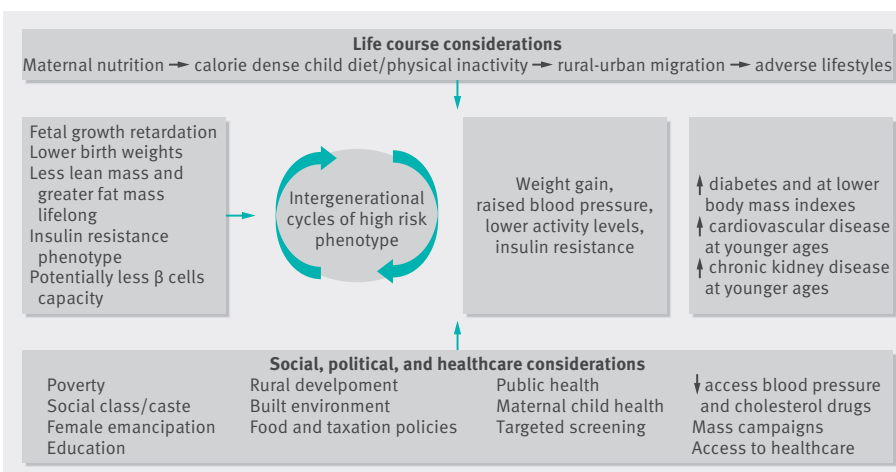 Life course considerations
Maternal nutrition → calorie dense child diet/physical inactivity → rural-urban migration → adverse lifestyles
Fetal growth retardation
Lower birth weights
Less lean mass and
greater fat mass
lifelong
Insulin resistance
phenotype
Potentially less β cells
capacity
Intergenerational
cycles of high risk
phenotype
Weight gain,
raised blood pressure,
lower activity levels,
insulin resistance
↑ diabetes and at lower
body mass indexes
↑ cardiovascular disease
at younger ages
↑ chronic kidney disease
at younger ages
Social, political, and healthcare considerations
Poverty
Social class/caste
Female emancipation
Education
Rural develpoment
Built environment
Food and taxation policies
Public health
Maternal child health
Targeted screening
↓ access blood pressure
and cholesterol drugs
Mass campaigns
Access to healthcare